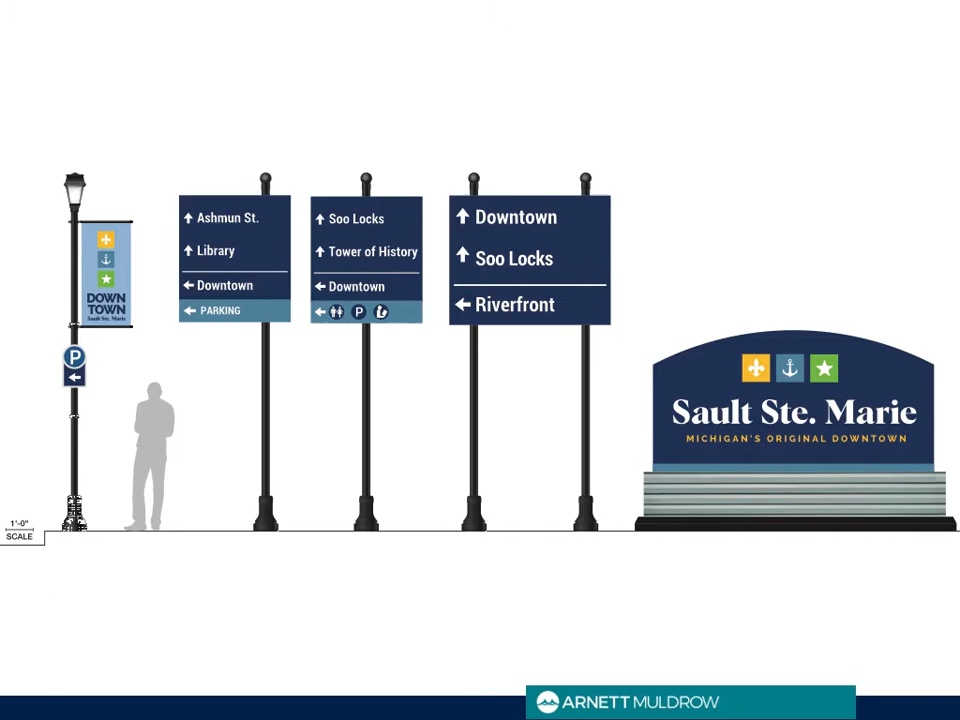 DOWN
TOWN
Sault Ste. Marie
P
Ashmun St.
Library
Downtown
PARKING
Soo Locks
Tower of History
Downtown
P
Downtown
Soo Locks
Riverfront
Sault Ste. Marie
MICHIGAN'S ORIGINAL DOWNTOWN
1'-0"
SCALE
ARNETT MULDROW